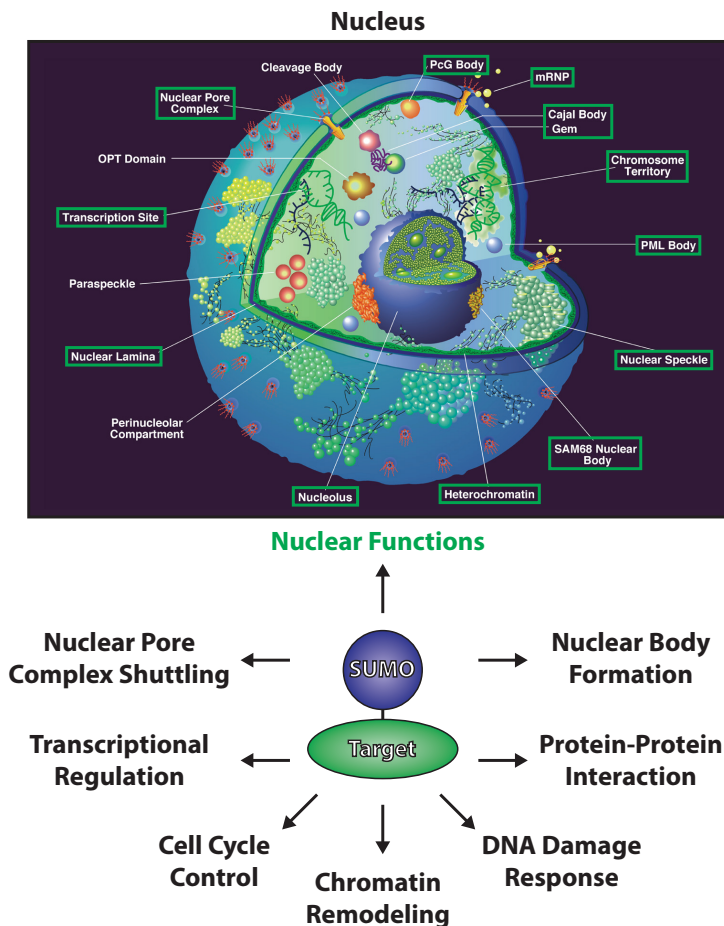 Nucleus
Cleavage Body
PcG Body
mRNP
Nuclear Pore
Complex
Cajal Body
Gem
OPT Domain
Chromosome
Territory
Transcription Site
PML Body
Paraspeckle
Nuclear Lamina
Nuclear Speckle
Perinucleolar
Compartment
SAM68 Nuclear
Body
Nucleolus
Heterochromatin
Nuclear Functions
Nuclear Pore
Complex Shuttling
SUMO
Nuclear Body
Formation
Transcriptional
Regulation
Target
Protein-Protein
Interaction
Cell Cycle
Control
Chromatin
Remodeling
DNA Damage
Response